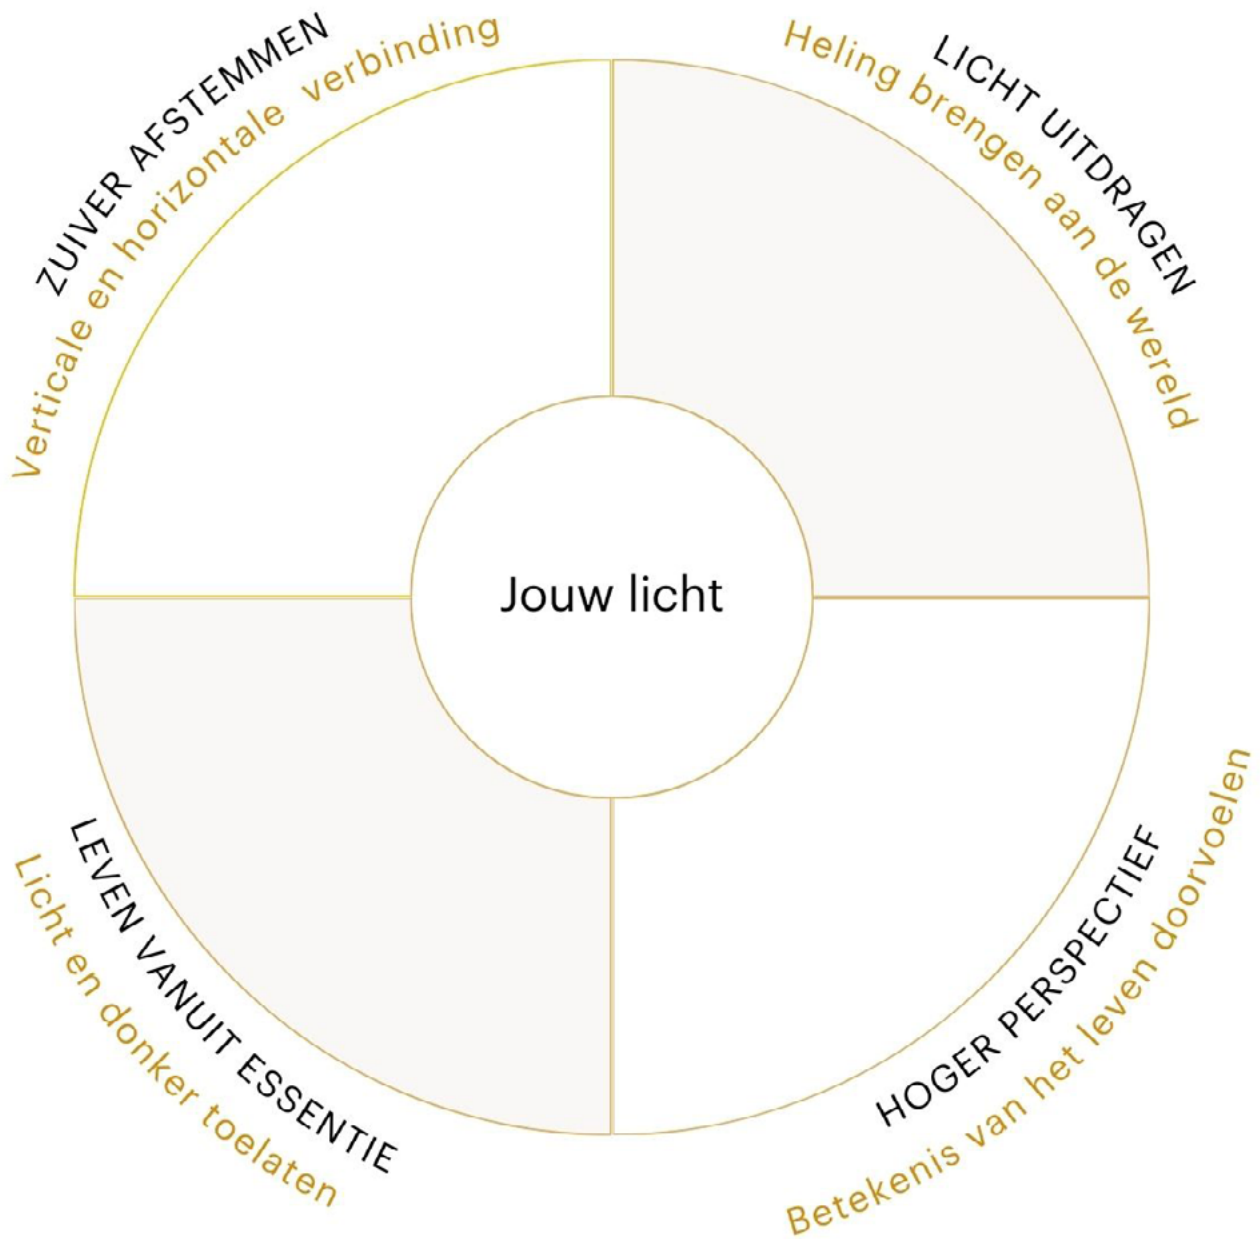 ZUIVER AFSTEMMEN
Verticale en horizontale verbinding
LICHT UITDRAGEN
Heling brengen aan de wereld
Jouw licht
LEVEN VANUIT ESSENTIE
Licht en donker toelaten
HOGER PERSPECTIEF
Betekenis van het leven doorvoelen